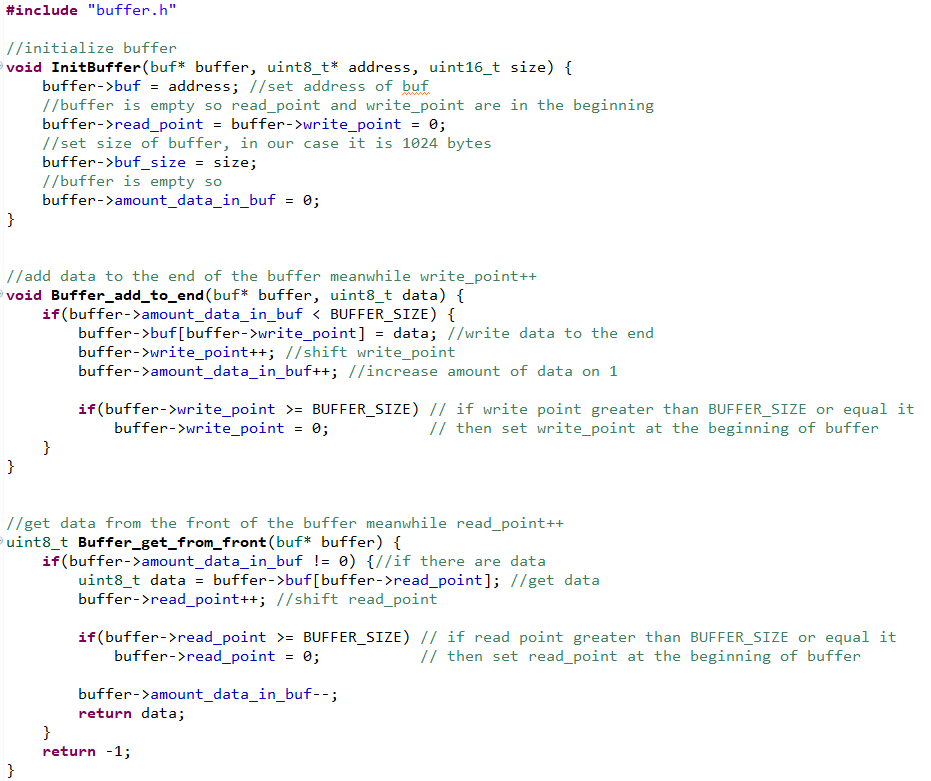 #include "buffer.h"

//initialize buffer
void InitBuffer(buf* buffer, uint8_t* address, uint16_t size) {
    buffer->buf = address; //set address of buf
    //buffer is empty so read_point and write_point are in the beginning
    buffer->read_point = buffer->write_point = 0;
    //set size of buffer, in our case it is 1024 bytes
    buffer->buf_size = size;
    //buffer is empty so
    buffer->amount_data_in_buf = 0;
}


//add data to the end of the buffer meanwhile write_point++
void Buffer_add_to_end(buf* buffer, uint8_t data) {
    if(buffer->amount_data_in_buf < BUFFER_SIZE) {
        buffer->buf[buffer->write_point] = data; //write data to the end
        buffer->write_point++; //shift write_point
        buffer->amount_data_in_buf++; //increase amount of data on 1

        if(buffer->write_point >= BUFFER_SIZE) // if write point greater than BUFFER_SIZE or equal it
            buffer->write_point = 0;           // then set write_point at the beginning of buffer
    }
}


//get data from the front of the buffer meanwhile read_point++
uint8_t Buffer_get_from_front(buf* buffer) {
    if(buffer->amount_data_in_buf != 0) {//if there are data
        uint8_t data = buffer->buf[buffer->read_point]; //get data
        buffer->read_point++; //shift read_point

        if(buffer->read_point >= BUFFER_SIZE) // if read point greater than BUFFER_SIZE or equal it
            buffer->read_point = 0;           // then set read_point at the beginning of buffer

        buffer->amount_data_in_buf--;
        return data;
    }
    return -1;
}